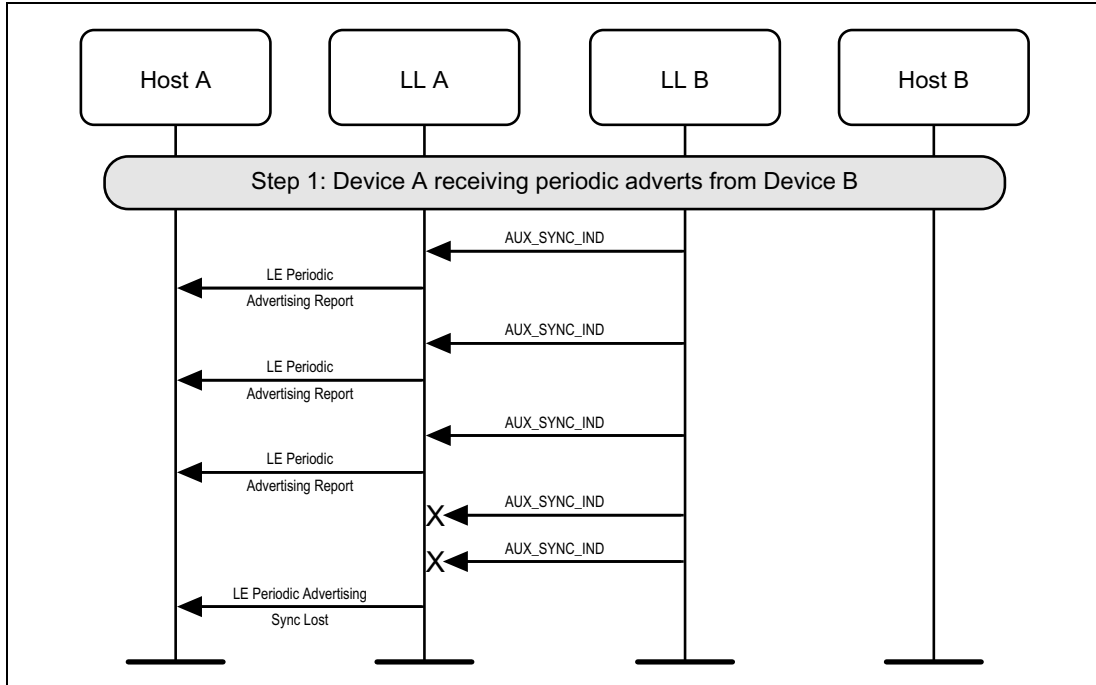 Host A
LL A
LL B
Host B
Step 1: Device A receiving periodic adverts from Device B
AUX_SYNC_IND
LE Periodic
Advertising Report
AUX_SYNC_IND
LE Periodic
Advertising Report
AUX_SYNC_IND
LE Periodic
Advertising Report
AUX_SYNC_IND
X
AUX_SYNC_IND
X
LE Periodic Advertising
Sync Lost